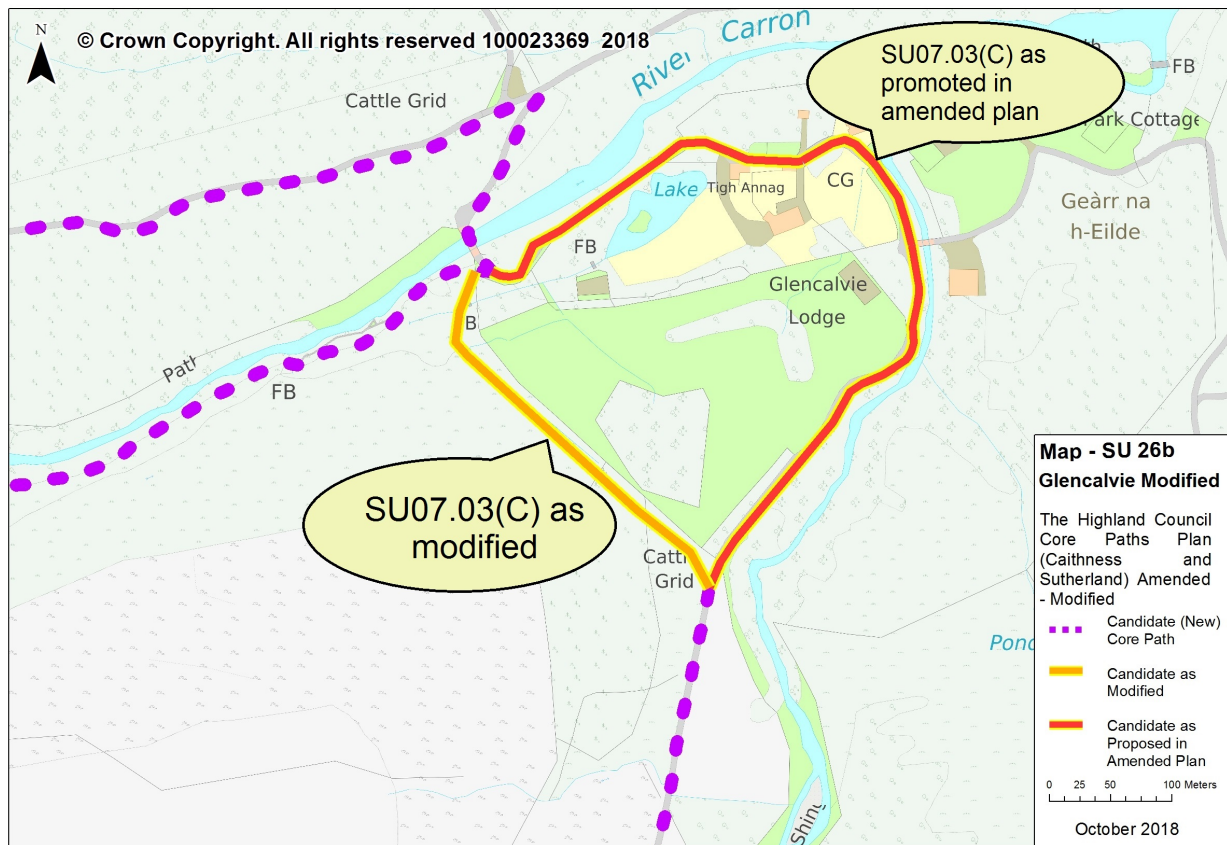 N
© Crown Copyright. All rights reserved 100023369 2018
River Carron
SU07.03(C) as
promoted in
amended plan
FB
Cattle Grid
Park Cottage
Lake
Tigh Annag
CG
Geàrr na
h-Eilde
FB
Glencalvie
Lodge
B
Path
FB
SU07.03(C) as
modified
Cattle
Grid
Shing
Map - SU 26b
Glencalvie Modified
The Highland Council
Core Paths Plan
(Caithness and
Sutherland) Amended
- Modified
Candidate (New)
Core Path
Candidate as
Modified
Candidate as
Proposed in
Amended Plan
0 25 50 100 Meters
October 2018